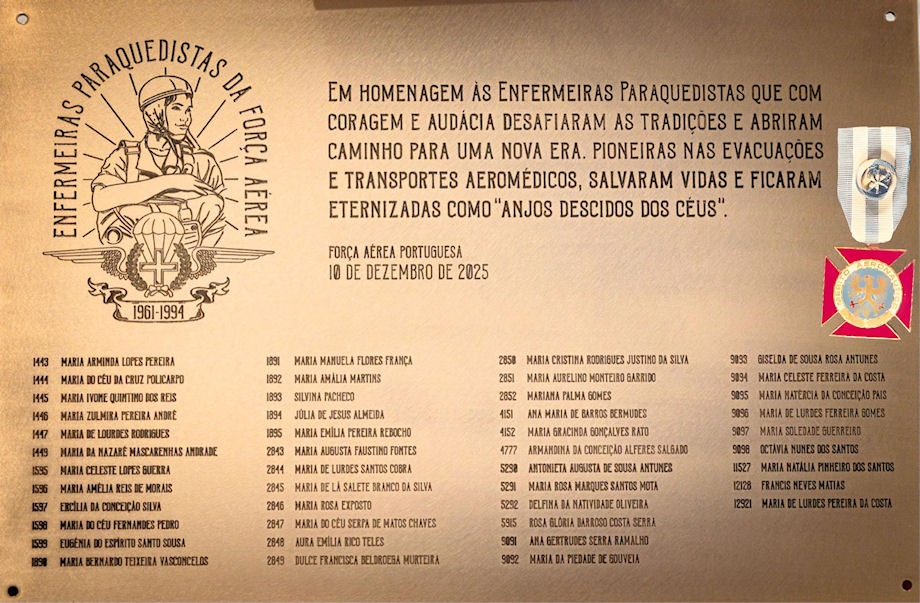 ENFERMEIRAS PARAQUEDISTAS DA FORÇA AÉREA
1961-1994
EM HOMENAGEM ÀS ENFERMEIRAS PARAQUEDISTAS QUE COM
CORAGEM E AUDÁCIA DESAFIARAM AS TRADIÇÕES E ABRIRAM
CAMINHO PARA UMA NOVA ERA. PIONEIRAS NAS EVACUAÇÕES
E TRANSPORTES AEROMÉDICOS, SALVARAM VIDAS E FICARAM
ETERNIZADAS COMO "ANJOS DESCIDOS DOS CÉUS".
FORÇA AÉREA PORTUGUESA
10 DE DEZEMBRO DE 2025
1443 MARIA ARMINDA LOPES PEREIRA
1444 MARIA DO CÉU DA CRUZ POLICARPO
1445 MARIA IVONE QUINTINO DOS REIS
1446 MARIA ZULMIRA PEREIRA ANDRÉ
1447 MARIA DE LOURDES RODRIGUES
1449 MARIA DA NAZARÉ MASCARENHAS ANDRADE
1595 MARIA CELESTE LOPES GUERRA
1596 MARIA AMÉLIA REIS DE MORAIS
1597 ERCÍLIA DA CONCEIÇÃO SILVA
1598 MARIA DO CÉU FERNANDES PEDRO
1599 EUGÉNIA DO ESPÍRITO SANTO SOUSA
1890 MARIA BERNARDO TEIXEIRA VASCONCELOS
1891 MARIA MANUELA FLORES FRANÇA
1892 MARIA AMÁLIA MARTINS
1893 SILVINA PACHECO
1894 JÚLIA DE JESUS ALMEIDA
1895 MARIA EMÍLIA PEREIRA REBOCHO
2843 MARIA AUGUSTA FAUSTINO FONTES
2844 MARIA DE LURDES SANTOS COBRA
2845 MARIA DE LÁ SALETE BRANCO DA SILVA
2846 MARIA ROSA EXPOSTO
2847 MARIA DO CÉU SERPA DE MATOS CHAVES
2848 AURA EMÍLIA RICO TELES
2849 DULCE FRANCISCA BELDROEGA MURTEIRA
2850 MARIA CRISTINA RODRIGUES JUSTINO DA SILVA
2851 MARIA AURELINO MONTEIRO GARRIDO
2852 MARIANA PALMA GOMES
4151 ANA MARIA DE BARROS BERMUDES
4152 MARIA GRACINDA GONÇALVES RATO
4777 ARMANDINA DA CONCEIÇÃO ALFERES SALGADO
5290 ANTONIETA AUGUSTA DE SOUSA ANTUNES
5291 MARIA ROSA MARQUES SANTOS MOTA
5292 DELFINA DA NATIVIDADE OLIVEIRA
5915 ROSA GLÓRIA BARROSO COSTA SERRA
9091 ANA GERTRUDES SERRA RAMALHO
9092 MARIA DA PIEDADE DE GOUVEIA
9093 GISELDA DE SOUSA ROSA ANTUNES
9094 MARIA CELESTE FERREIRA DA COSTA
9095 MARIA NATÉRCIA DA CONCEIÇÃO PAIS
9096 MARIA DE LURDES FERREIRA GOMES
9097 MARIA SOLEDADE GUERREIRO
9098 OCTÁVIA NUNES DOS SANTOS
11527 MARIA NATÁLIA PINHEIRO DOS SANTOS
12128 FRANCIS NEVES MATIAS
12921 MARIA DE LURDES PEREIRA DA COSTA